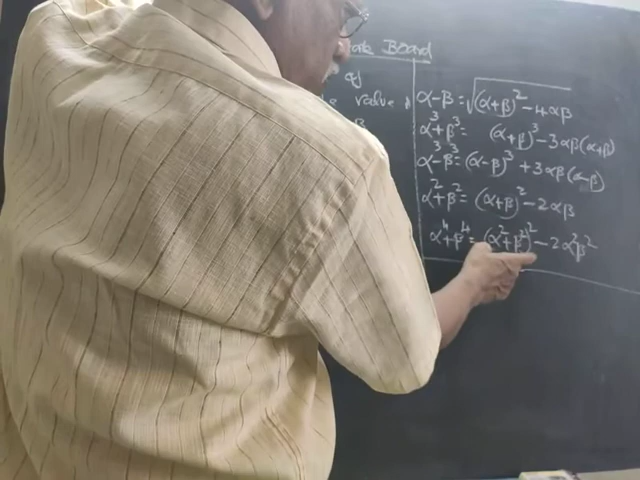 Board
of
value
α-β = √(α+β)² - 4αβ
α³+β³ = (α+β)³ - 3αβ(α+β)
α³-β³ = (α-β)³ + 3αβ(α-β)
α²+β² = (α+β)² - 2αβ
α⁴+β⁴ = (α²+β²)² - 2α²β²